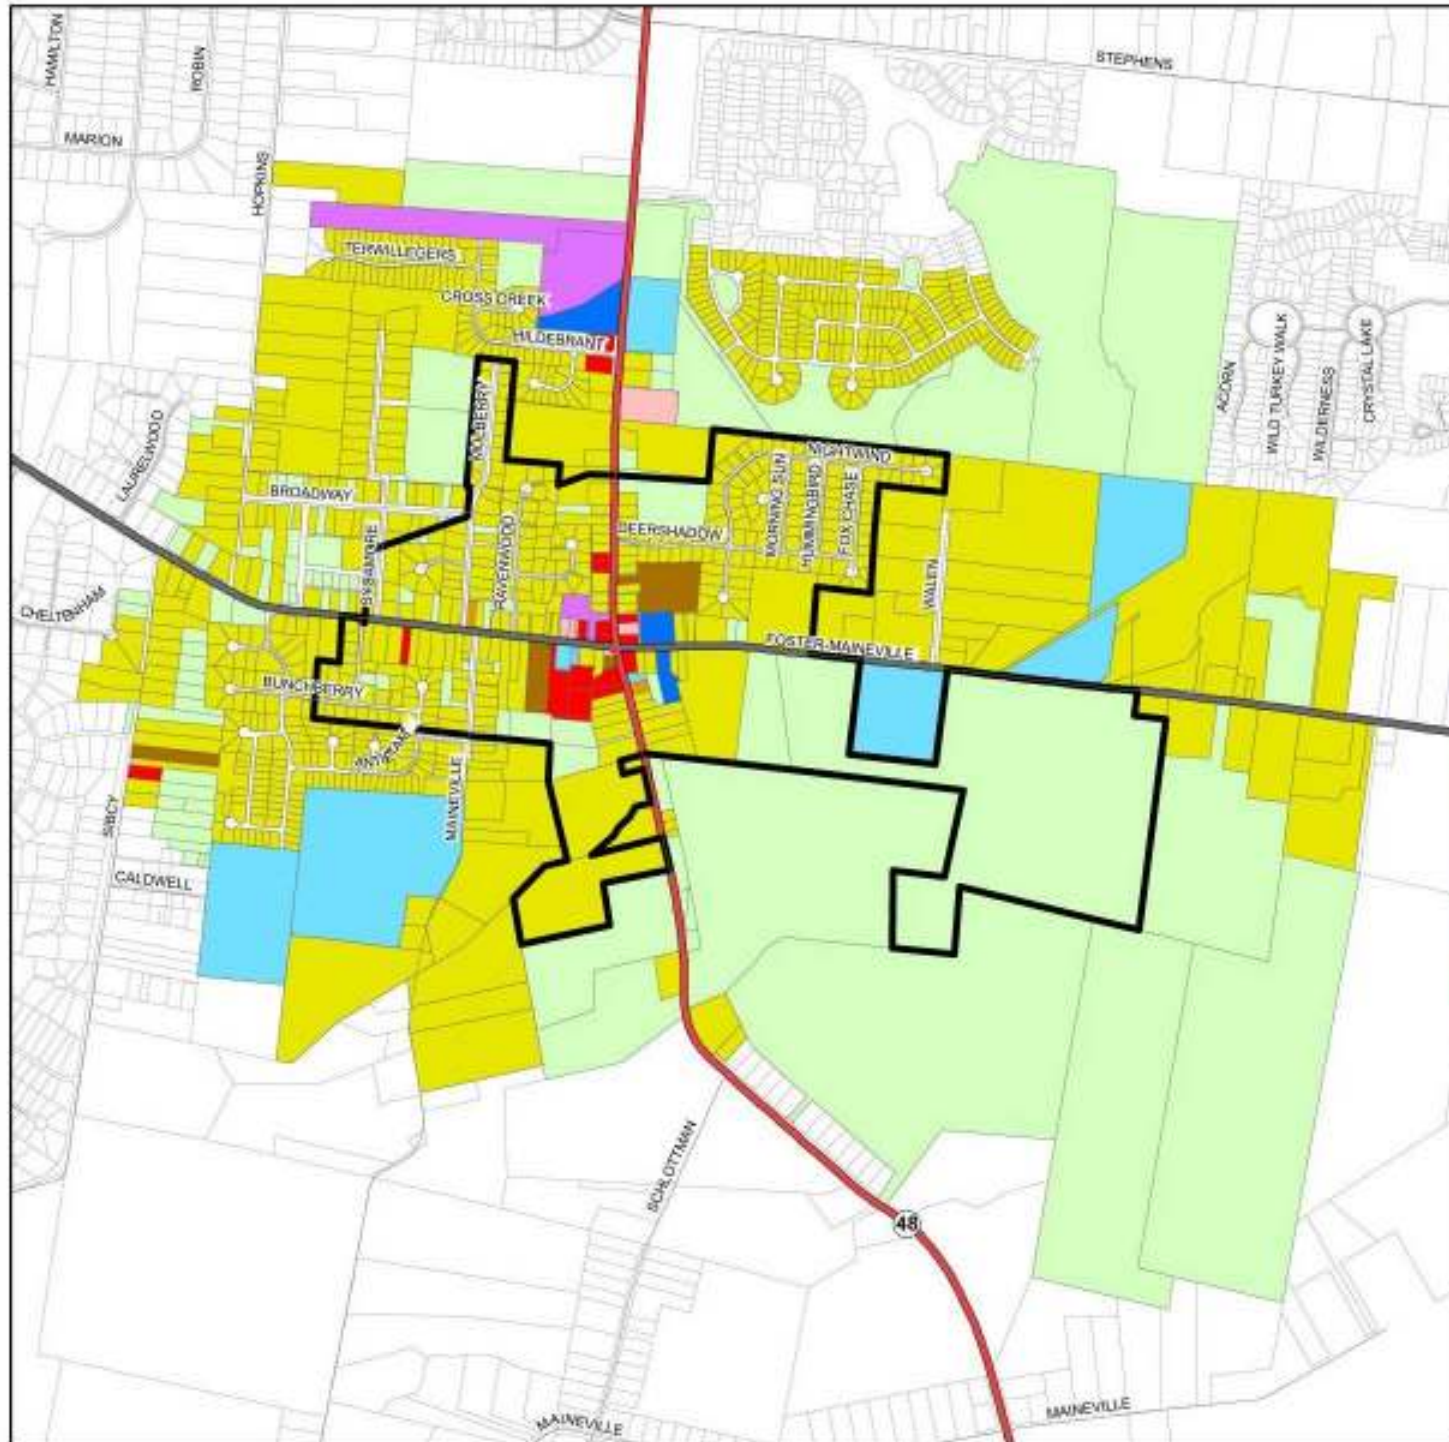 HAMILTON
ROBIN
STEPHENS
MARION
HOPKINS
TERWILLEGERS
CROSS CREEK
HILDEBRANT
ACORN
WILD TURKEY WALK
WILDERNESS
CRYSTAL LAKE
LAURELWOOD
MULBERRY
NIGHTWIND
BROADWAY
SYCAMORE
RAVENWOOD
DEERSHADOW
MORNING SUN
HUMMINGBIRD
FOX CHASE
WALEN
CHELTENHAM
FOSTER-MAINEVILLE
BUNCHBERRY
MAINEVILLE
SIBCY
CALDWELL
SCHLOTTMAN
48
MAINEVILLE
MAINEVILLE